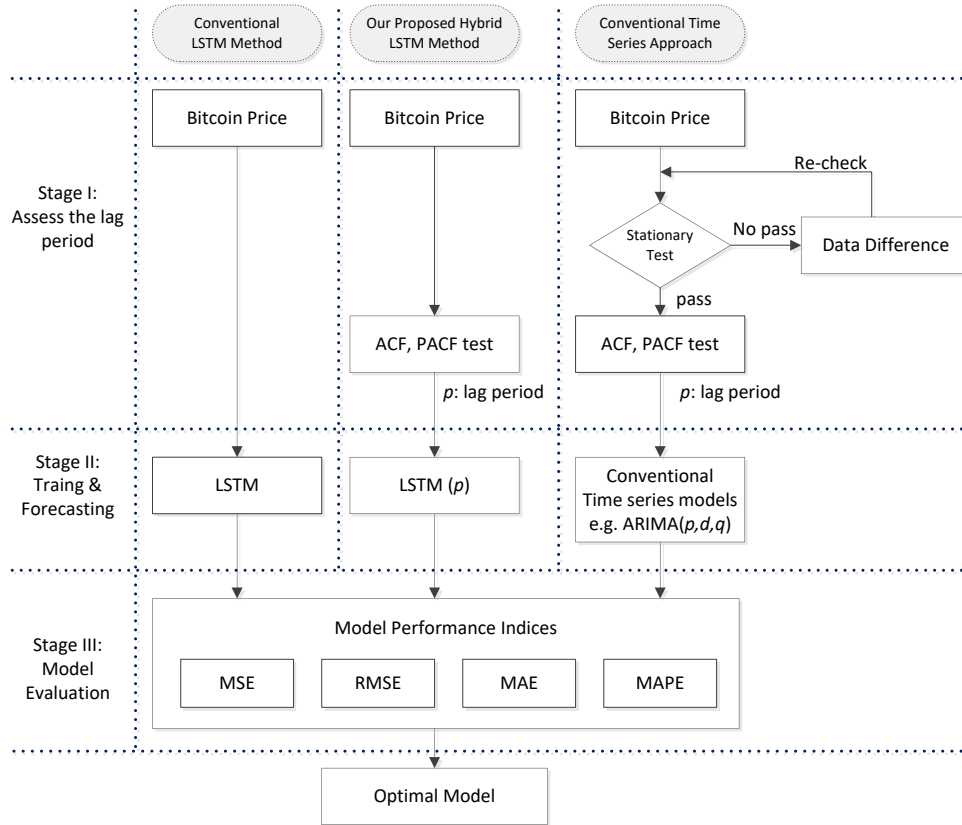 Conventional
LSTM Method
Our Proposed Hybrid
LSTM Method
Conventional Time
Series Approach
Stage I:
Assess the lag
period
Bitcoin Price
Bitcoin Price
Bitcoin Price
Re-check
Stationary
Test
No pass
Data Difference
pass
ACF, PACF test
ACF, PACF test
p: lag period
p: lag period
Stage II:
Traing &
Forecasting
LSTM
LSTM (p)
Conventional
Time series models
e.g. ARIMA(p,d,q)
Stage III:
Model
Evaluation
Model Performance Indices
MSE
RMSE
MAE
MAPE
Optimal Model